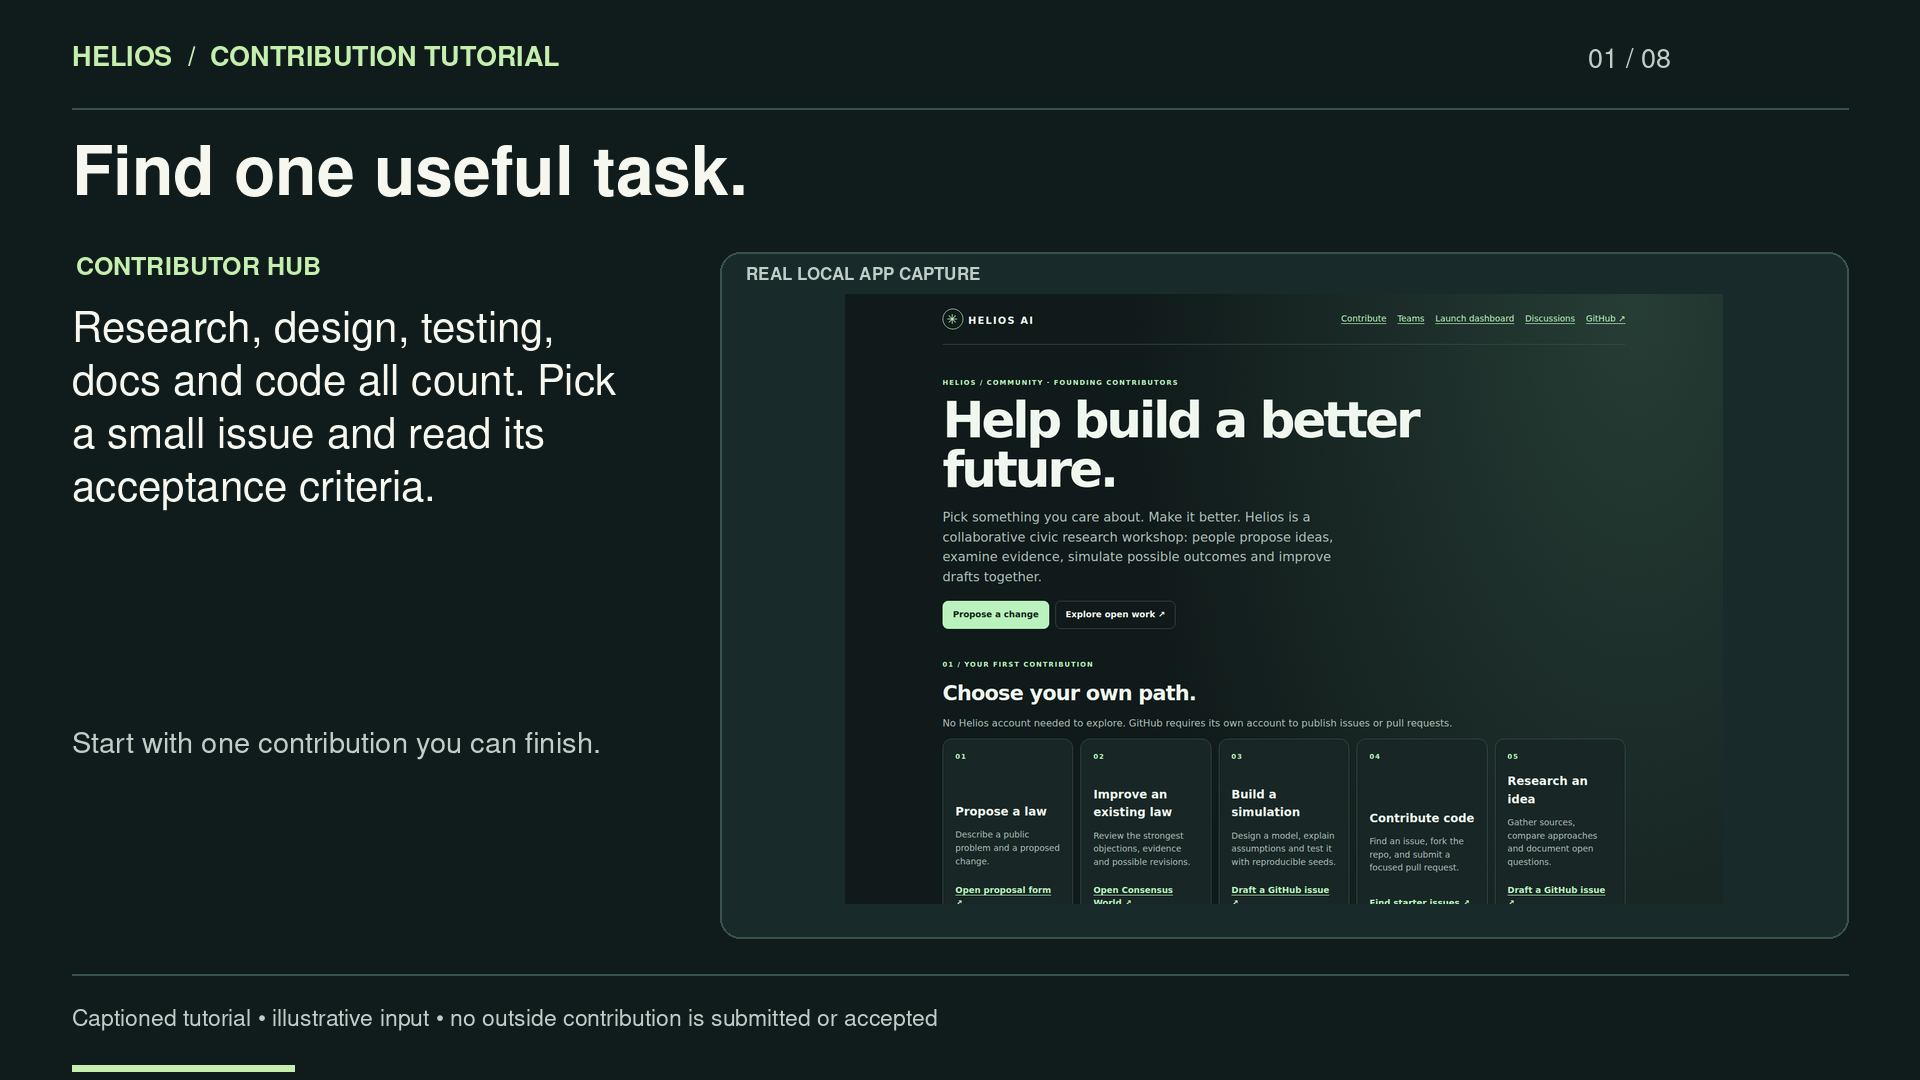 HELIOS / CONTRIBUTION TUTORIAL
01 / 08
Find one useful task.
CONTRIBUTOR HUB
Research, design, testing,
docs and code all count. Pick
a small issue and read its
acceptance criteria.
Start with one contribution you can finish.
REAL LOCAL APP CAPTURE
HELIOS AI
Contribute Teams Launch dashboard Discussions GitHub ↗
HELIOS / COMMUNITY · FOUNDING CONTRIBUTORS
Help build a better
future.
Pick something you care about. Make it better. Helios is a
collaborative civic research workshop: people propose ideas,
examine evidence, simulate possible outcomes and improve
drafts together.
Propose a change
Explore open work ↗
01 / YOUR FIRST CONTRIBUTION
Choose your own path.
No Helios account needed to explore. GitHub requires its own account to publish issues or pull requests.
01
Propose a law
Describe a public
problem and a proposed
change.
Open proposal form
↗
02
Improve an
existing law
Review the strongest
objections, evidence
and possible revisions.
Open Consensus
World ↗
03
Build a
simulation
Design a model, explain
assumptions and test it
with reproducible seeds.
Draft a GitHub issue
↗
04
Contribute code
Find an issue, fork the
repo, and submit a
focused pull request.
Find starter issues ↗
05
Research an
idea
Gather sources,
compare approaches
and document open
questions.
Draft a GitHub issue
↗
Captioned tutorial • illustrative input • no outside contribution is submitted or accepted